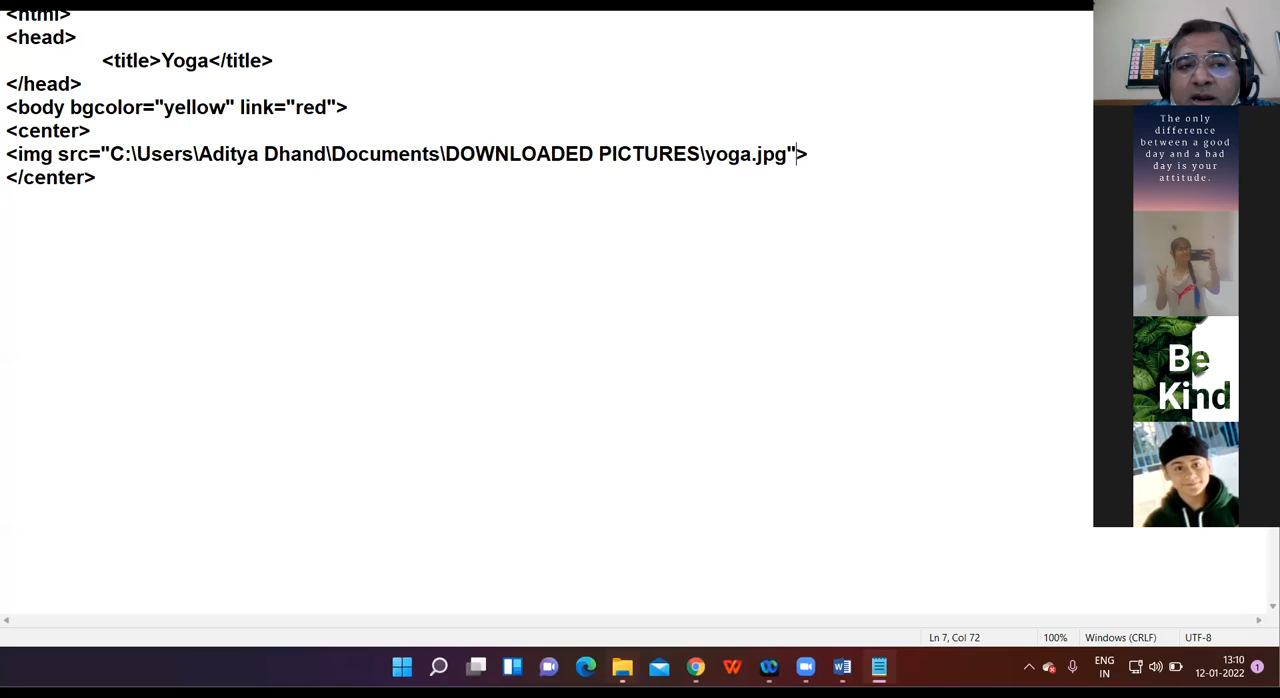 <html>
<head>
<title>Yoga</title>
</head>
<body bgcolor="yellow" link="red">
<center>
<img src="C:\Users\Aditya Dhand\Documents\DOWNLOADED PICTURES\yoga.jpg">
</center>
The only
difference
between a good
day and a bad
day is your
attitude.
Be
Kind
Ln 7, Col 72
100%
Windows (CRLF)
UTF-8
ENG
IN
13:10
12-01-2022
1